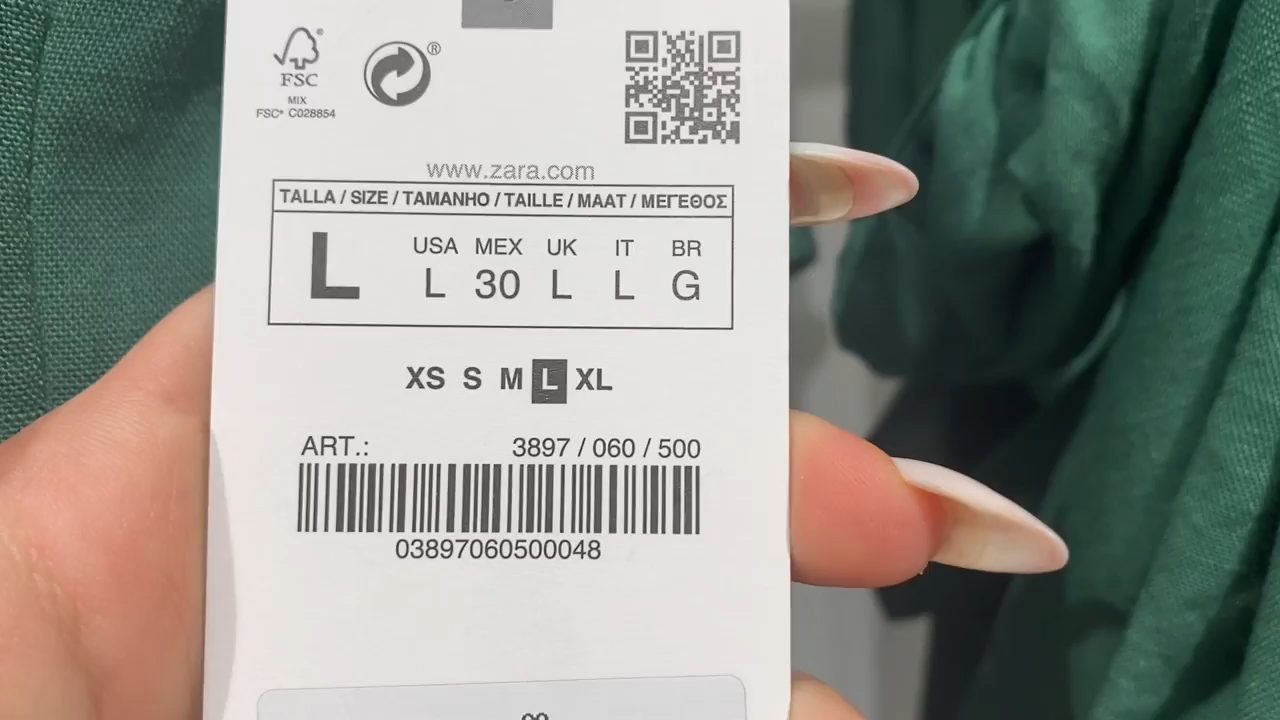 FSC
MIX
FSC® C028854
®
www.zara.com
TALLA / SIZE / TAMANHO / TAILLE / MAAT / ΜΕΓΕΘΟΣ
L
USA MEX UK IT BR
L 30 L L G
XS S M L XL
ART.: 3897 / 060 / 500
03897060500048